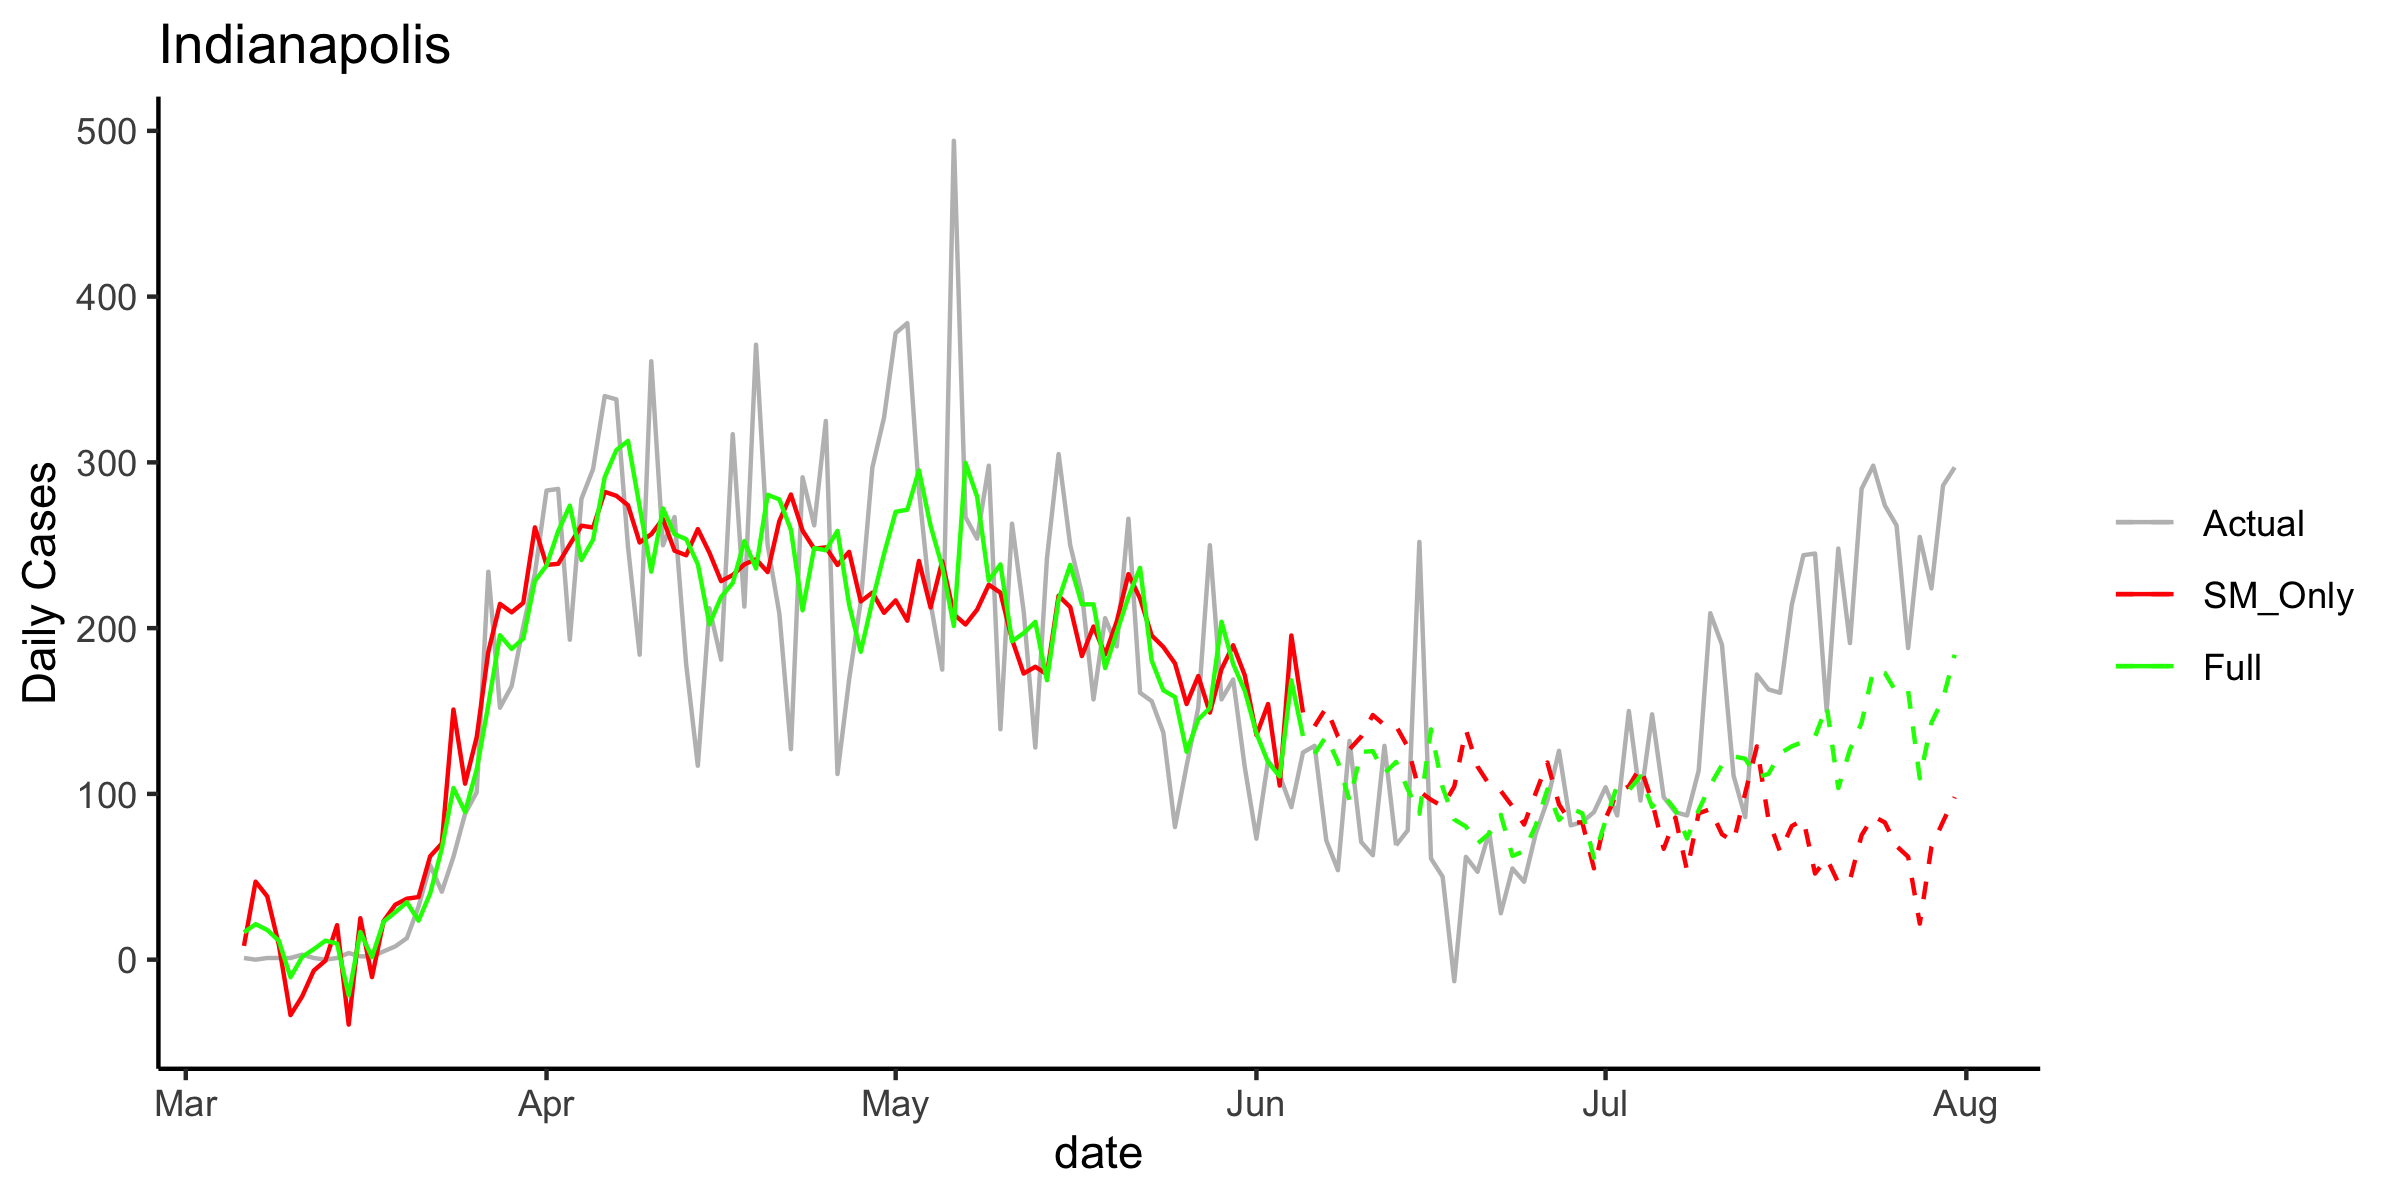 Indianapolis
500
400
300
200
100
0
Daily Cases
Mar Apr May Jun Jul Aug
date
Actual
SM_Only
Full